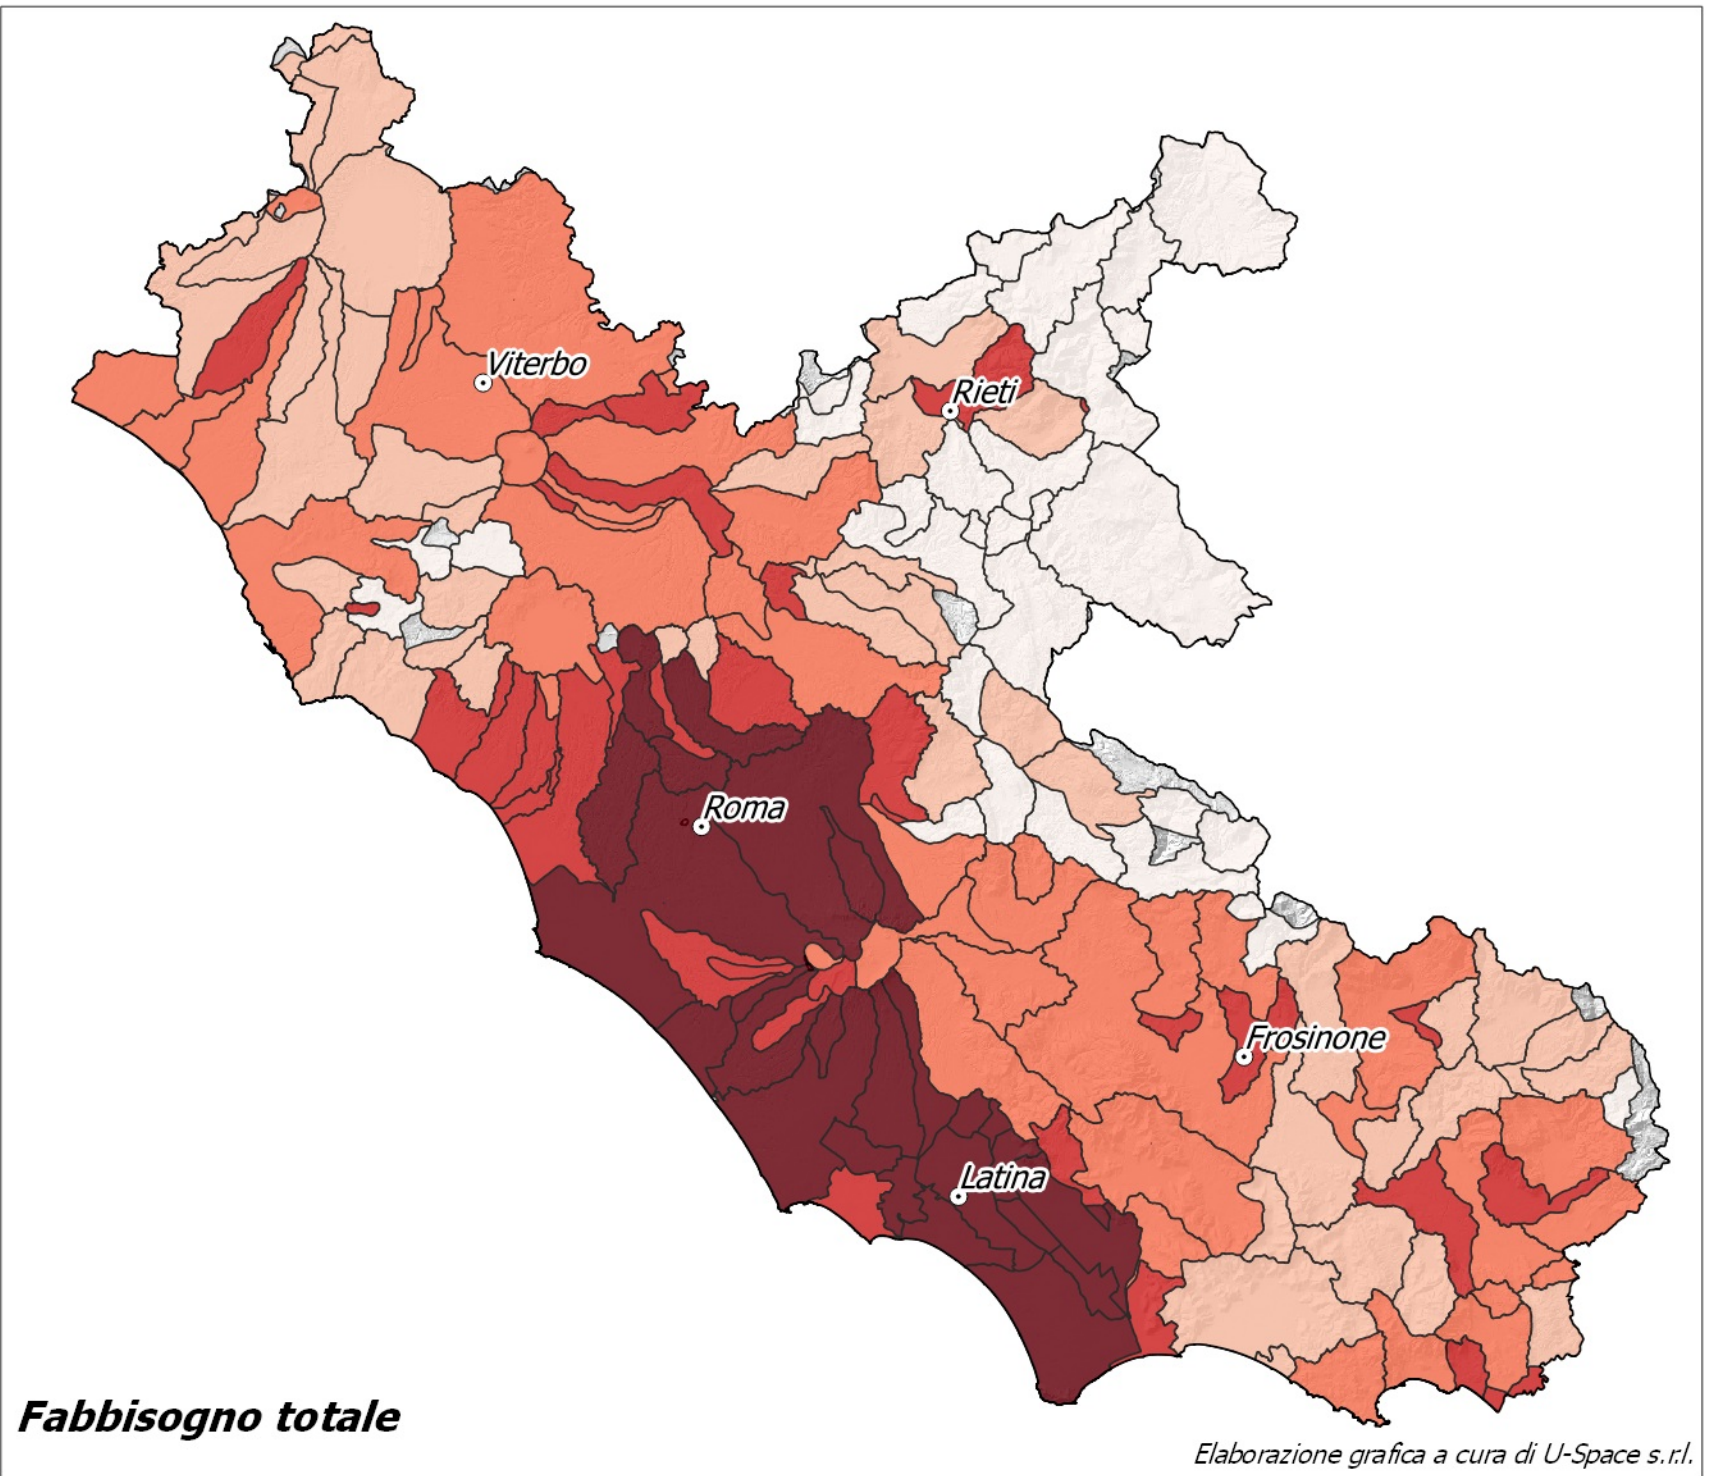 Viterbo
Rieti
Roma
Frosinone
Latina
Fabbisogno totale
Elaborazione grafica a cura di U-Space s.r.l.